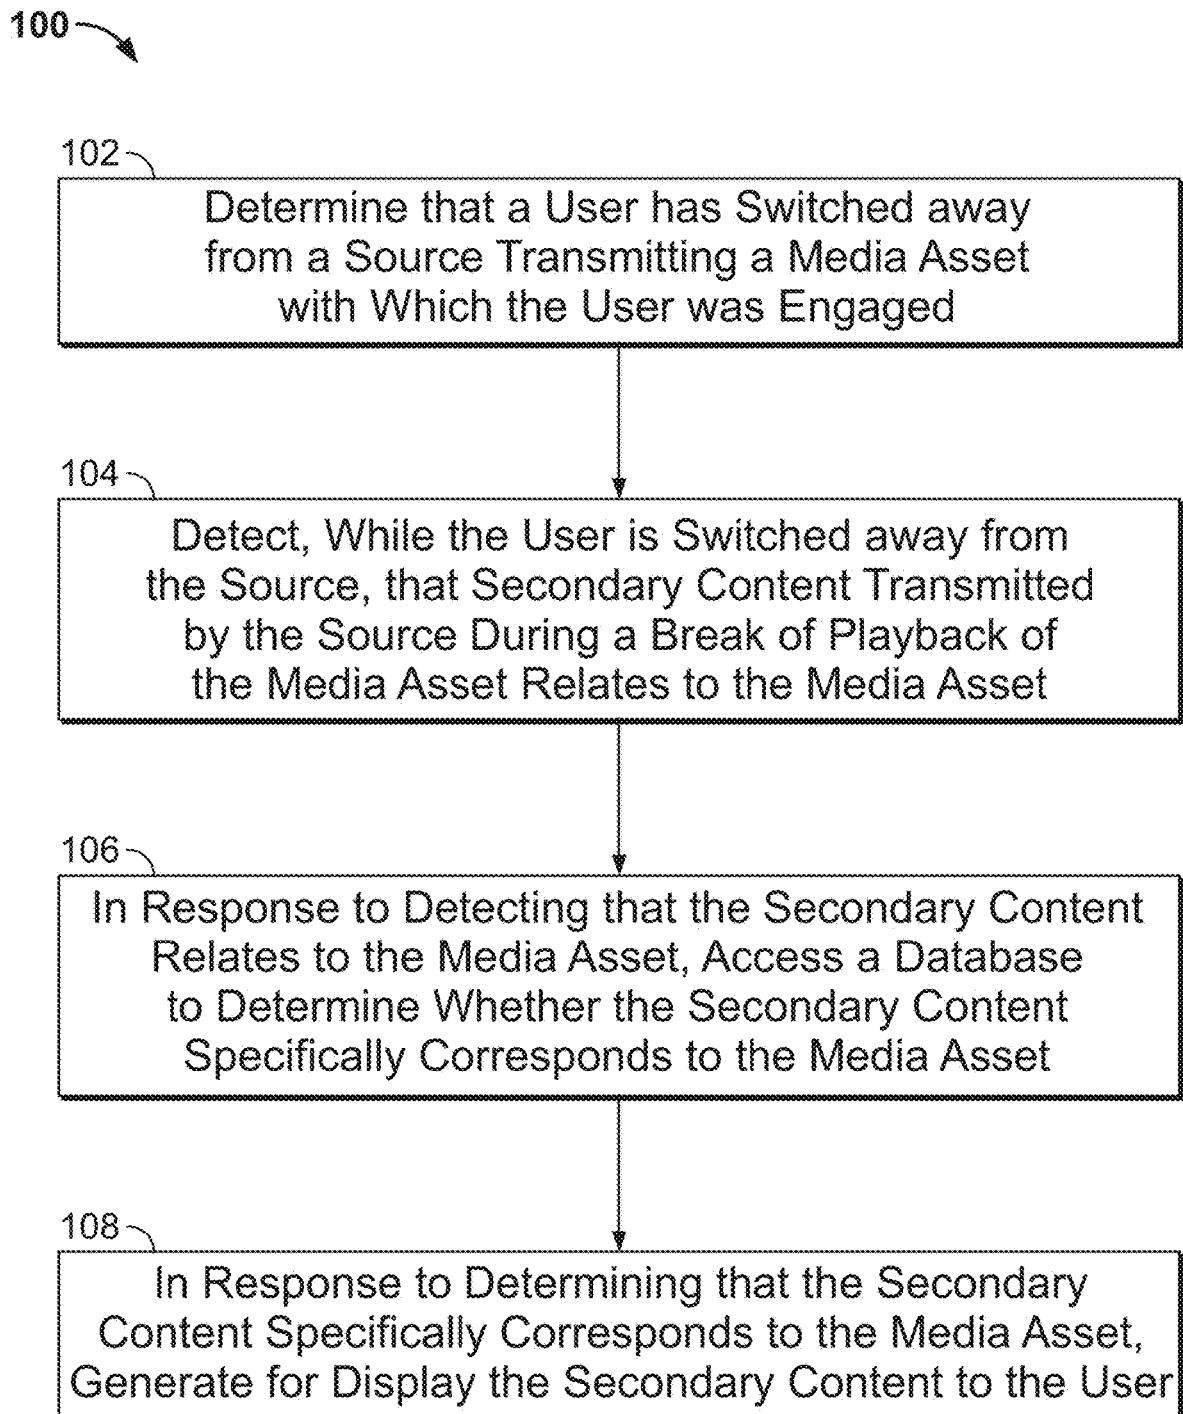 100
102
Determine that a User has Switched away
from a Source Transmitting a Media Asset
with Which the User was Engaged
104
Detect, While the User is Switched away from
the Source, that Secondary Content Transmitted
by the Source During a Break of Playback of
the Media Asset Relates to the Media Asset
106
In Response to Detecting that the Secondary Content
Relates to the Media Asset, Access a Database
to Determine Whether the Secondary Content
Specifically Corresponds to the Media Asset
108
In Response to Determining that the Secondary
Content Specifically Corresponds to the Media Asset,
Generate for Display the Secondary Content to the User